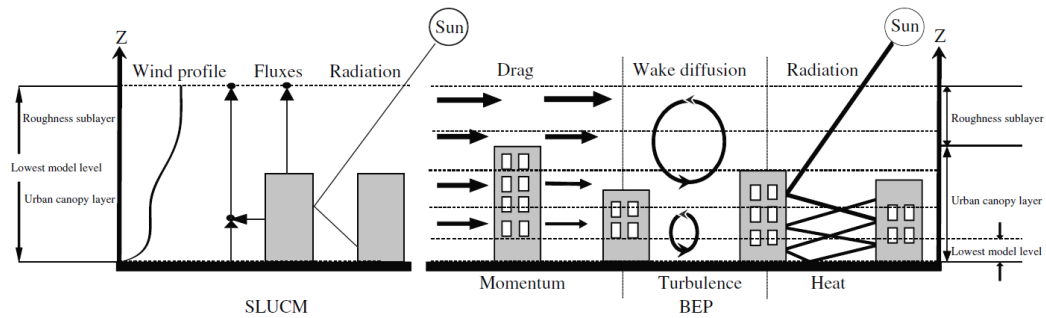 Sun
Sun
Z
Z
Wind profile
Fluxes
Radiation
Drag
Wake diffusion
Radiation
Roughness sublayer
Lowest model level
Urban canopy layer
Roughness sublayer
Urban canopy layer
Lowest model level
Momentum
Turbulence
Heat
SLUCM
BEP